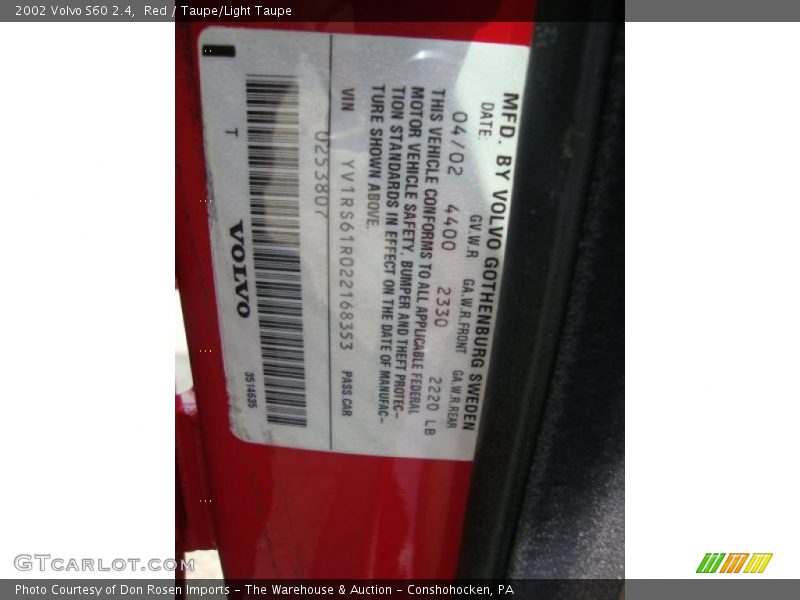 2002 Volvo S60 2.4, Red / Taupe/Light Taupe
MFD. BY VOLVO GOTHENBURG SWEDEN
DATE: GV.W.R GA.W.R.FRONT GA.W.R.REAR
04/02 4400 2330 2220 LB
THIS VEHICLE CONFORMS TO ALL APPLICABLE FEDERAL
MOTOR VEHICLE SAFETY, BUMPER AND THEFT PROTEC-
TION STANDARDS IN EFFECT ON THE DATE OF MANUFAC-
TURE SHOWN ABOVE.
VIN YV1RS61R022168353 PASS CAR
0253807
T VOLVO 3514635
GTCARLOT.COM
Photo Courtesy of Don Rosen Imports - The Warehouse & Auction - Conshohocken, PA